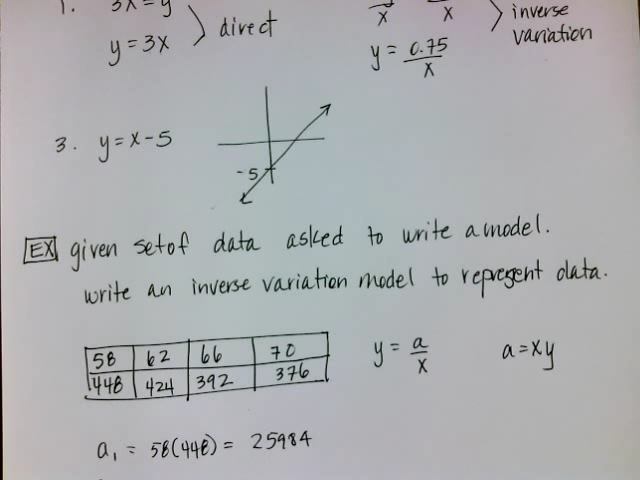 1. 3x = y
y = 3x
direct
x x
inverse
variation
y = 0.75/x
3. y = x - 5
-5
EX given set of data asked to write a model.
write an inverse variation model to represent data.
58 62 66 70
448 424 392 376
y = a/x a = xy
a₁ = 58(448) = 25984